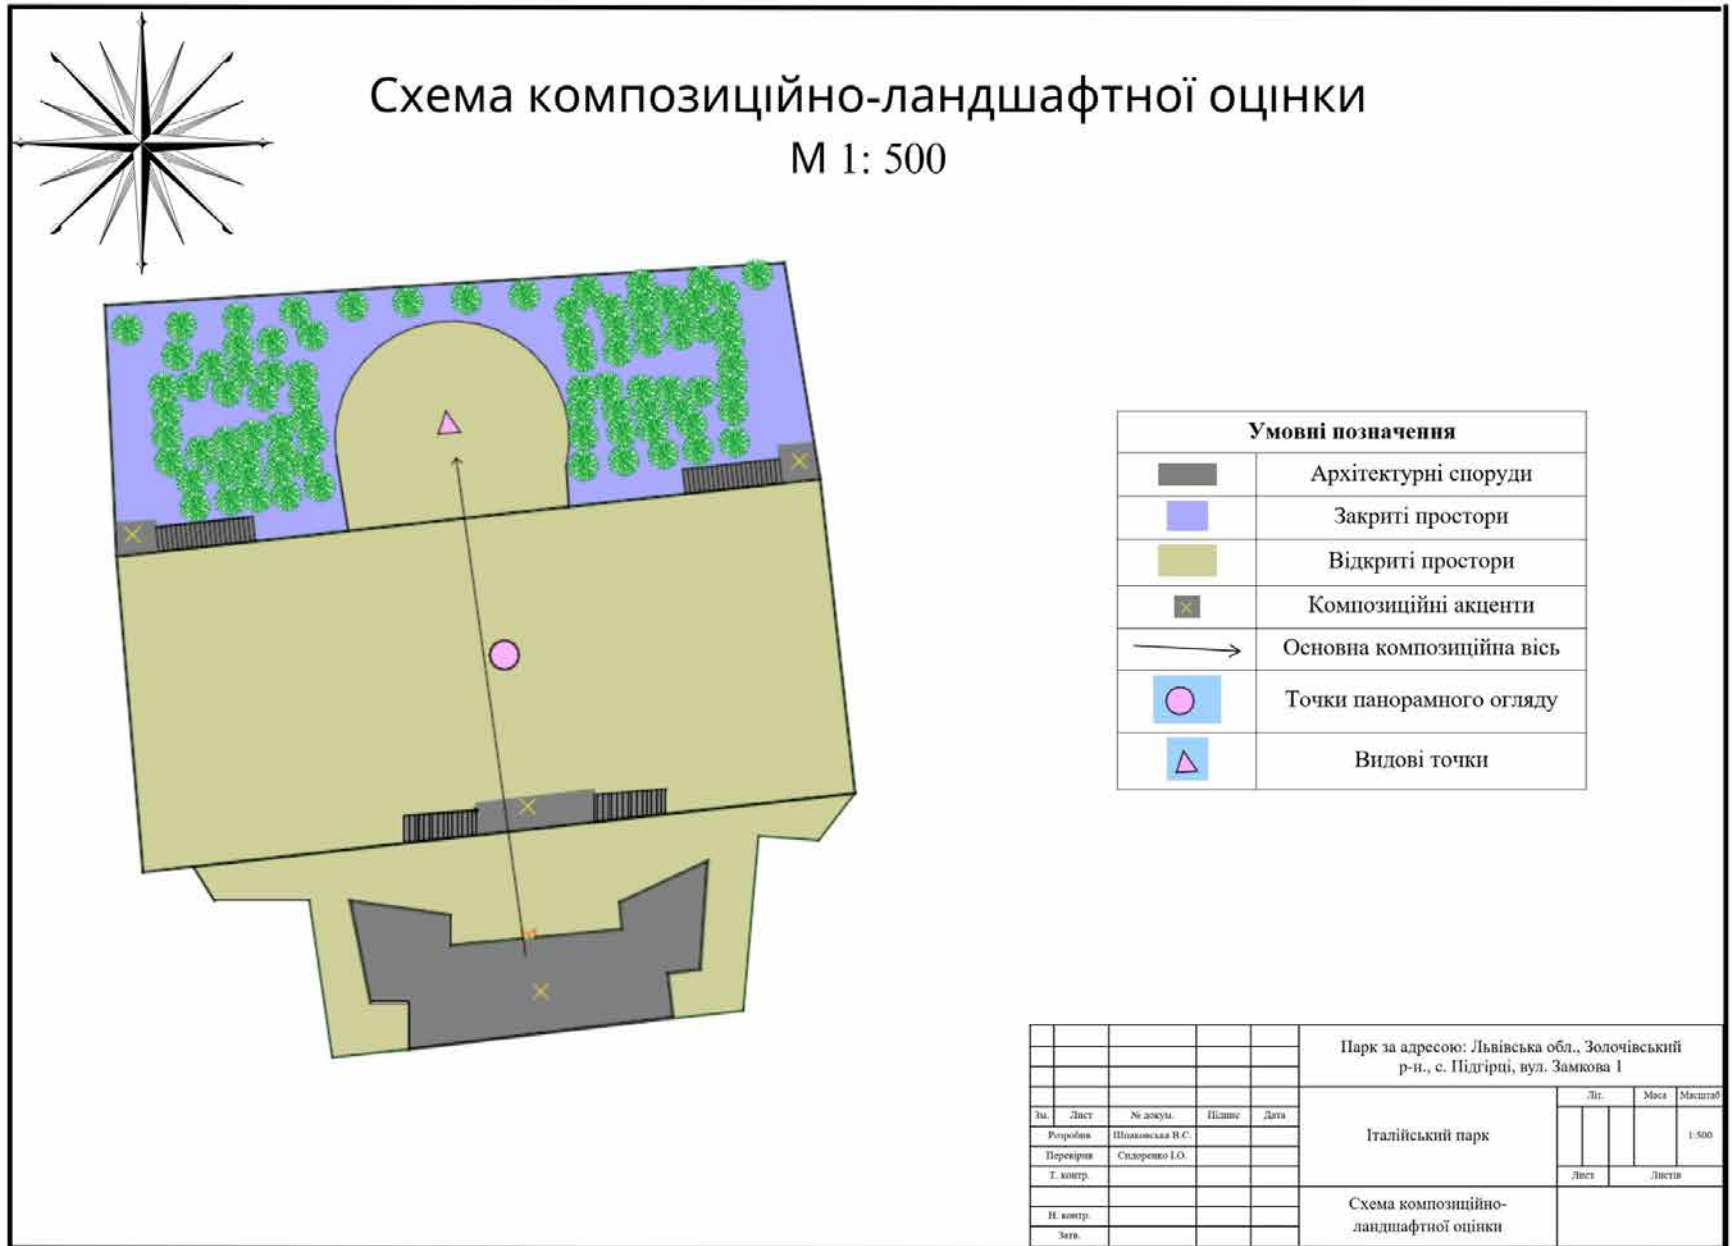 Схема композиційно-ландшафтної оцінки
М 1: 500
Умовні позначення
Архітектурні споруди
Закриті простори
Відкриті простори
Композиційні акценти
Основна композиційна вісь
Точки панорамного огляду
Видові точки
Парк за адресою: Львівська обл., Золочівський
р-н., с. Підгірці, вул. Замкова 1
Літ. Маса Масштаб
Зм. Лист № докум. Підпис Дата
Розробив Шпаковська В.С.
Італійський парк
1:500
Перевірив Сидоренко І.О.
Т. контр.
Лист Листів
Схема композиційно-
ландшафтної оцінки
Н. контр.
Затв.